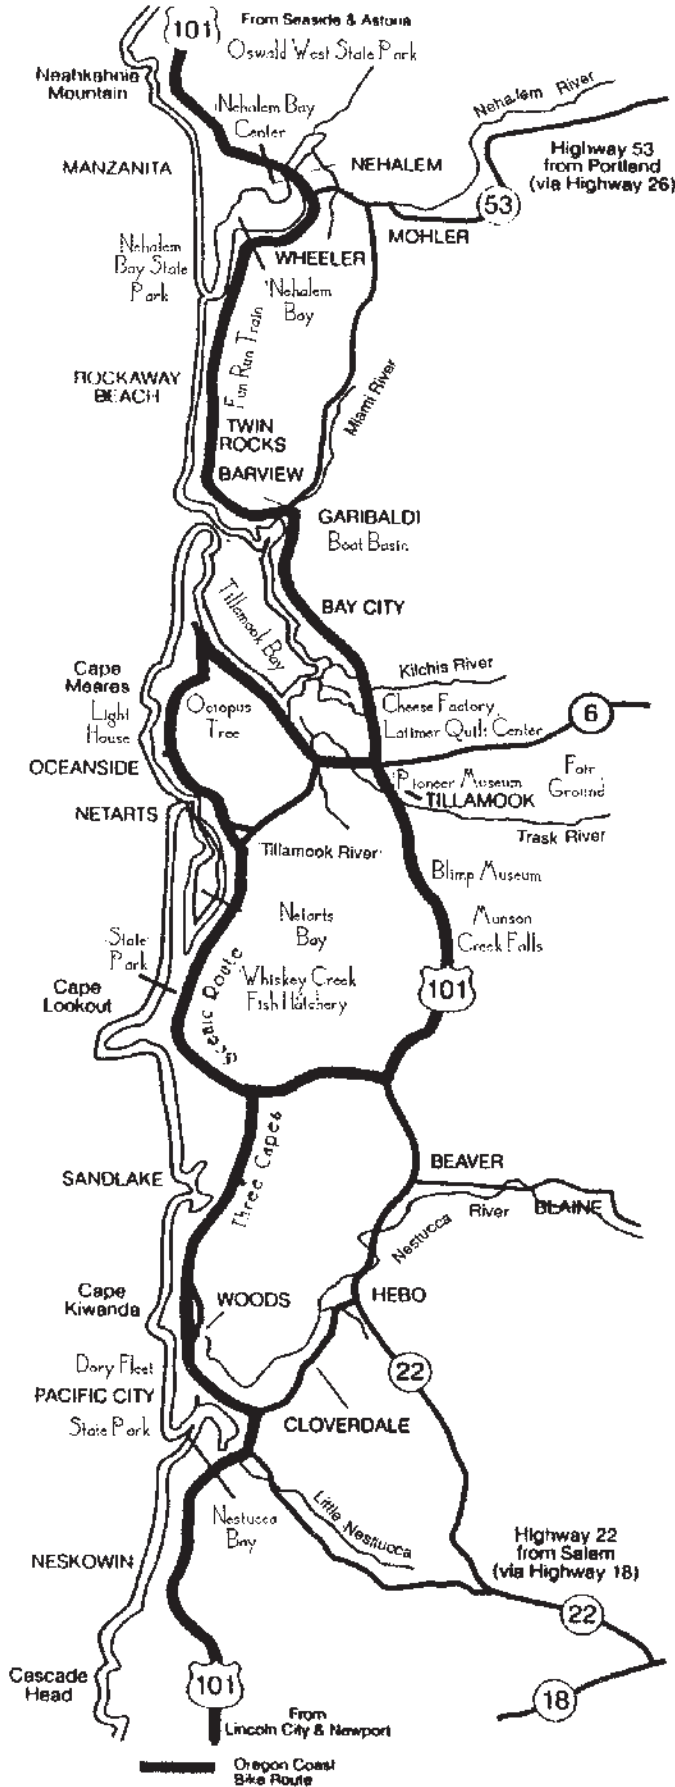 101
From Seaside & Astoria
Oswald West State Park
Neahkahnie
Mountain
Nehalem Bay
Center
Nehalem River
Highway 53
from Portland
(via Highway 26)
MANZANITA
NEHALEM
53
MOHLER
WHEELER
Nehalem
Bay State
Park
Nehalem
Bay
Fun Run Train
ROCKAWAY
BEACH
Miami River
TWIN
ROCKS
BARVIEW
GARIBALDI
Boat Basin
Tillamook Bay
BAY CITY
Kilchis River
Cape
Meares
Light
House
Octopus
Tree
Cheese Factory
Latimer Quilt Center
6
OCEANSIDE
Pioneer Museum
Fair
Ground
TILLAMOOK
NETARTS
Trask River
Tillamook River
Blimp Museum
Netarts
Bay
Munson
Creek Falls
State
Park
Whiskey Creek
Fish Hatchery
Cape
Lookout
101
Scenic Route
Three Capes
BEAVER
SANDLAKE
River
BLAINE
Nestucca
Cape
Kiwanda
WOODS
HEBO
22
Dory Fleet
PACIFIC CITY
State Park
CLOVERDALE
Little Nestucca
Nestucca
Bay
Highway 22
from Salem
(via Highway 18)
NESKOWIN
22
Cascade
Head
101
18
From
Lincoln City & Newport
Oregon Coast
Bike Route